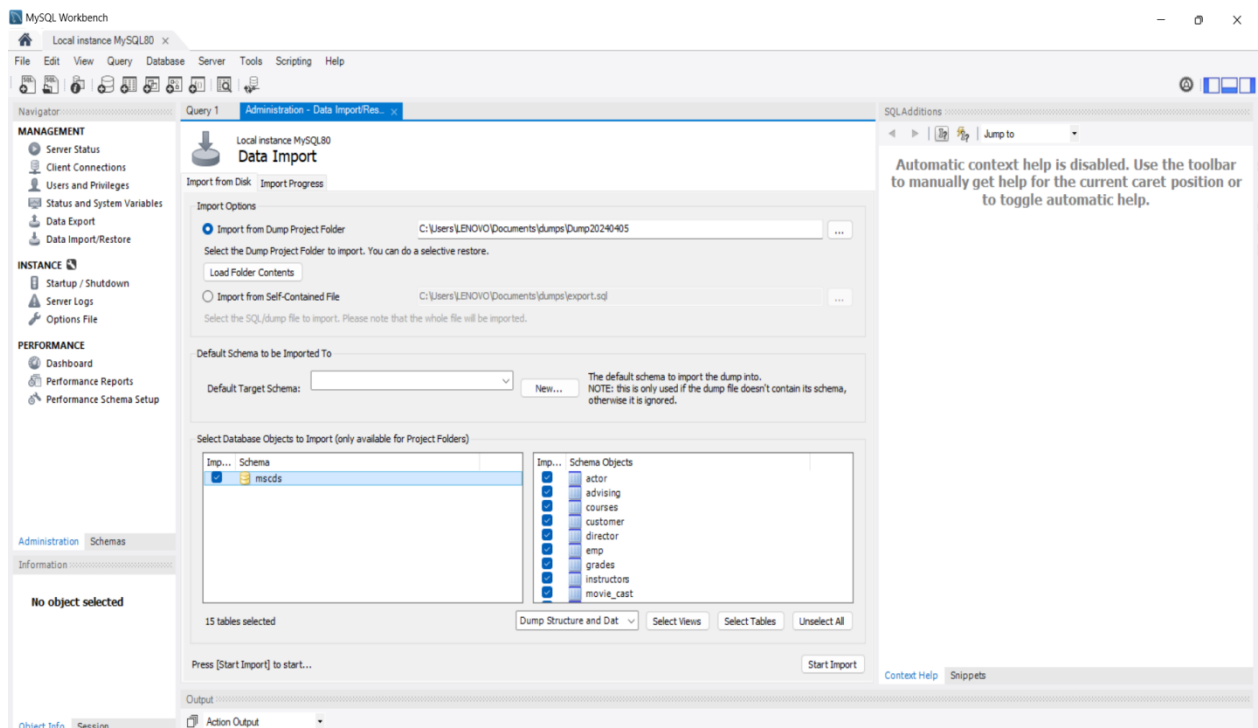 MySQL Workbench
Local instance MySQL80
File Edit View Query Database Server Tools Scripting Help
Navigator
MANAGEMENT
Server Status
Client Connections
Users and Privileges
Status and System Variables
Data Export
Data Import/Restore
INSTANCE
Startup / Shutdown
Server Logs
Options File
PERFORMANCE
Dashboard
Performance Reports
Performance Schema Setup
Administration Schemas
Information
No object selected
Object Info Session
Query 1 Administration - Data Import/Res...
Local instance MySQL80
Data Import
Import from Disk Import Progress
Import Options
Import from Dump Project Folder C:\Users\LENOVO\Documents\dumps\Dump20240405 ...
Select the Dump Project Folder to import. You can do a selective restore.
Load Folder Contents
Import from Self-Contained File C:\Users\LENOVO\Documents\dumps\export.sql ...
Select the SQL/dump file to import. Please note that the whole file will be imported.
Default Schema to be Imported To
Default Target Schema: New...
The default schema to import the dump into.
NOTE: this is only used if the dump file doesn't contain its schema,
otherwise it is ignored.
Select Database Objects to Import (only available for Project Folders)
Imp... Schema
mscds
Imp... Schema Objects
actor
advising
courses
customer
director
emp
grades
instructors
movie_cast
15 tables selected
Dump Structure and Dat Select Views Select Tables Unselect All
Press [Start Import] to start...
Start Import
Output
Action Output
SQLAdditions
Jump to
Automatic context help is disabled. Use the toolbar
to manually get help for the current caret position or
to toggle automatic help.
Context Help Snippets